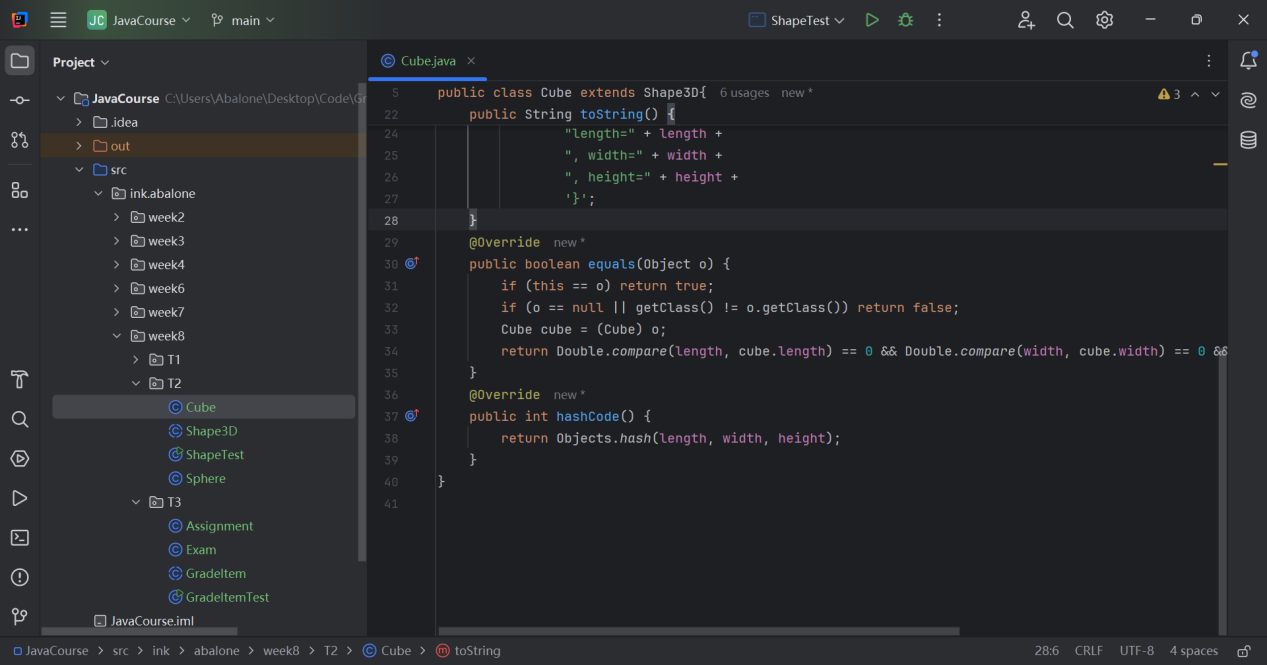 JC JavaCourse main ShapeTest
Project
Cube.java
JavaCourse C:\Users\Abalone\Desktop\Code\Gr
.idea
out
src
ink.abalone
week2
week3
week4
week6
week7
week8
T1
T2
Cube
Shape3D
ShapeTest
Sphere
T3
Assignment
Exam
GradeItem
GradeItemTest
JavaCourse.iml
5 public class Cube extends Shape3D{ 6 usages new *
3
22 public String toString() {
24 "length=" + length +
25 ", width=" + width +
26 ", height=" + height +
27 '}';
28 }
29 @Override new *
30 public boolean equals(Object o) {
31 if (this == o) return true;
32 if (o == null || getClass() != o.getClass()) return false;
33 Cube cube = (Cube) o;
34 return Double.compare(length, cube.length) == 0 && Double.compare(width, cube.width) == 0 &&
35 }
36 @Override new *
37 public int hashCode() {
38 return Objects.hash(length, width, height);
39 }
40 }
41
JavaCourse > src > ink > abalone > week8 > T2 > Cube > toString
28:6 CRLF UTF-8 4 spaces